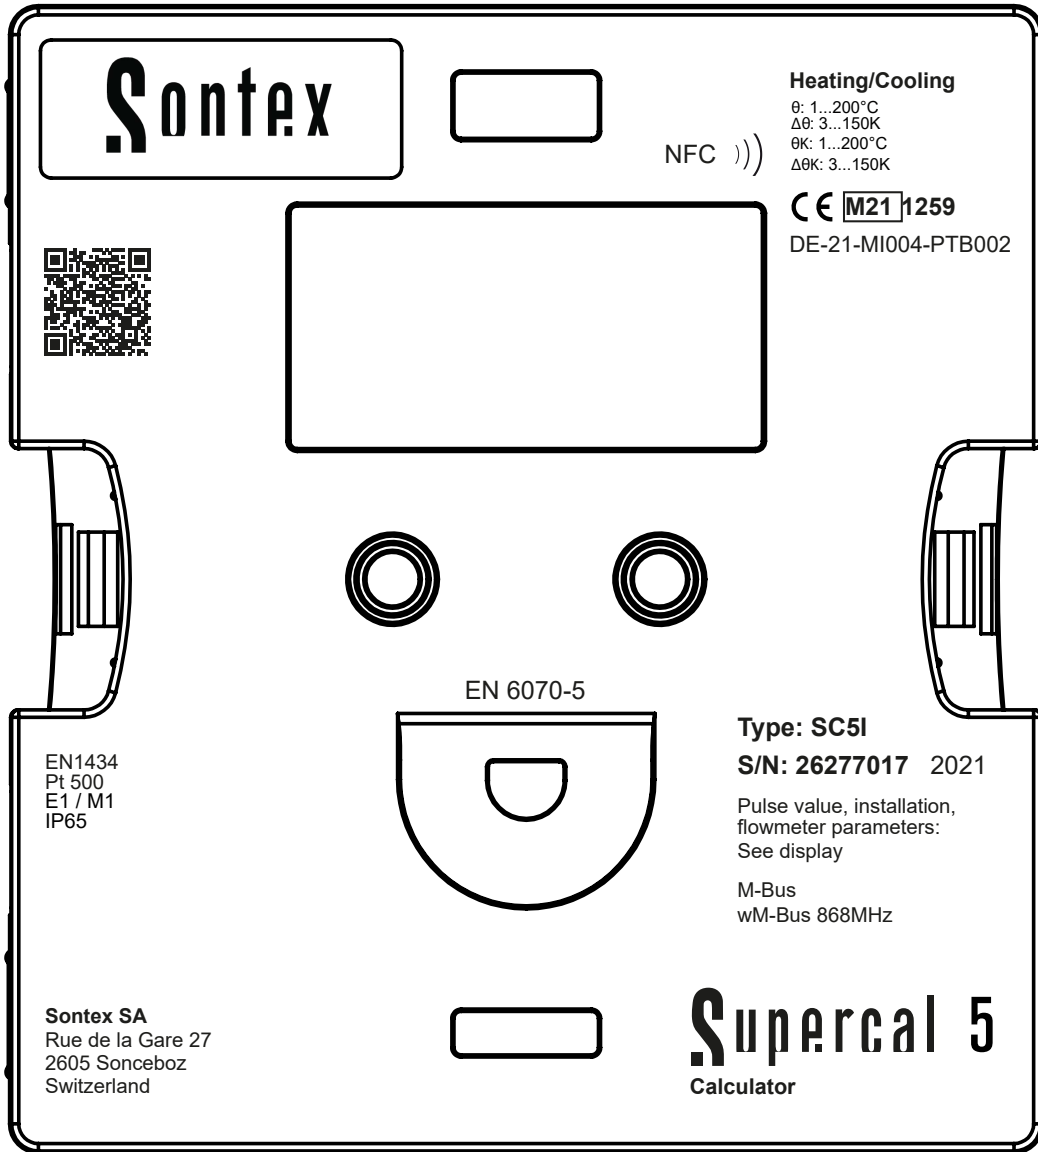 Sontex
Heating/Cooling
θ: 1...200°C
Δθ: 3...150K
θK: 1...200°C
ΔθK: 3...150K
NFC
CE M21 1259
DE-21-MI004-PTB002
EN 6070-5
EN1434
Pt 500
E1 / M1
IP65
Type: SC5I
S/N: 26277017 2021
Pulse value, installation,
flowmeter parameters:
See display
M-Bus
wM-Bus 868MHz
Sontex SA
Rue de la Gare 27
2605 Sonceboz
Switzerland
Supercal 5
Calculator